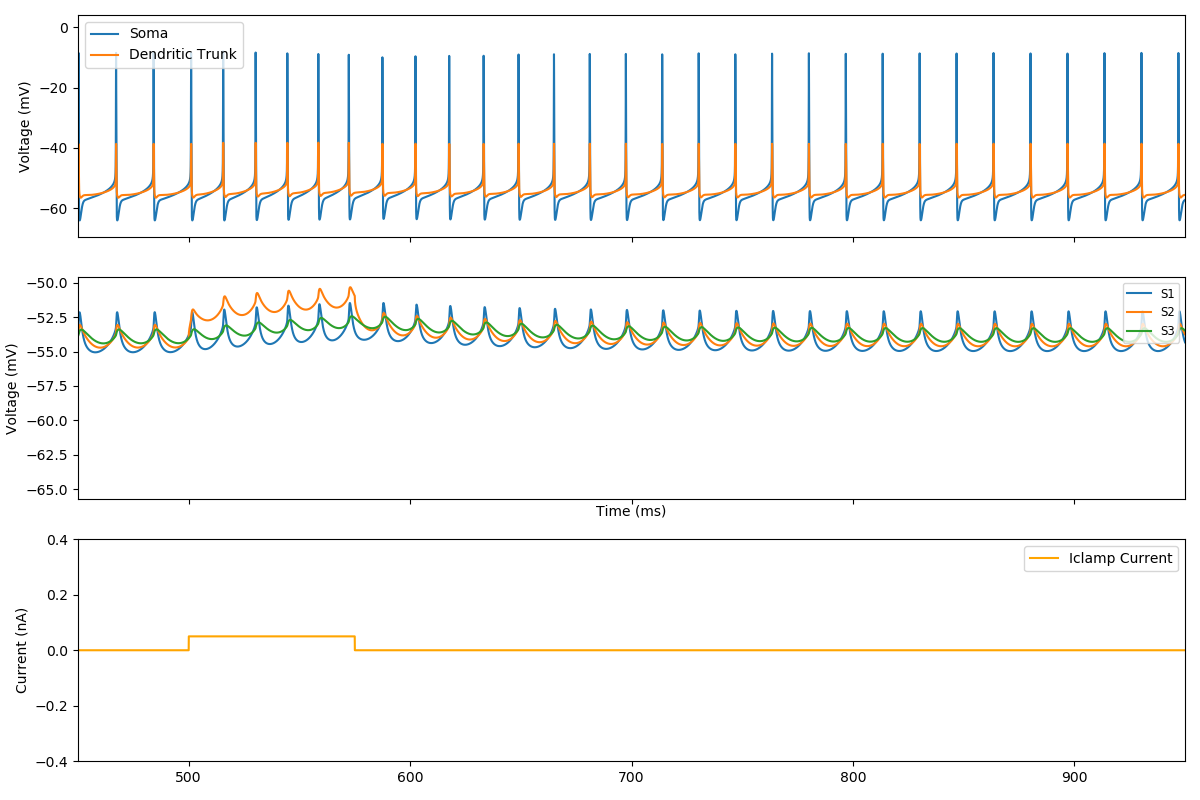 0
−20
−40
−60
Voltage (mV)
Soma
Dendritic Trunk
−50.0
−52.5
−55.0
−57.5
−60.0
−62.5
−65.0
Voltage (mV)
S1
S2
S3
Time (ms)
0.4
0.2
0.0
−0.2
−0.4
Current (nA)
Iclamp Current
500
600
700
800
900